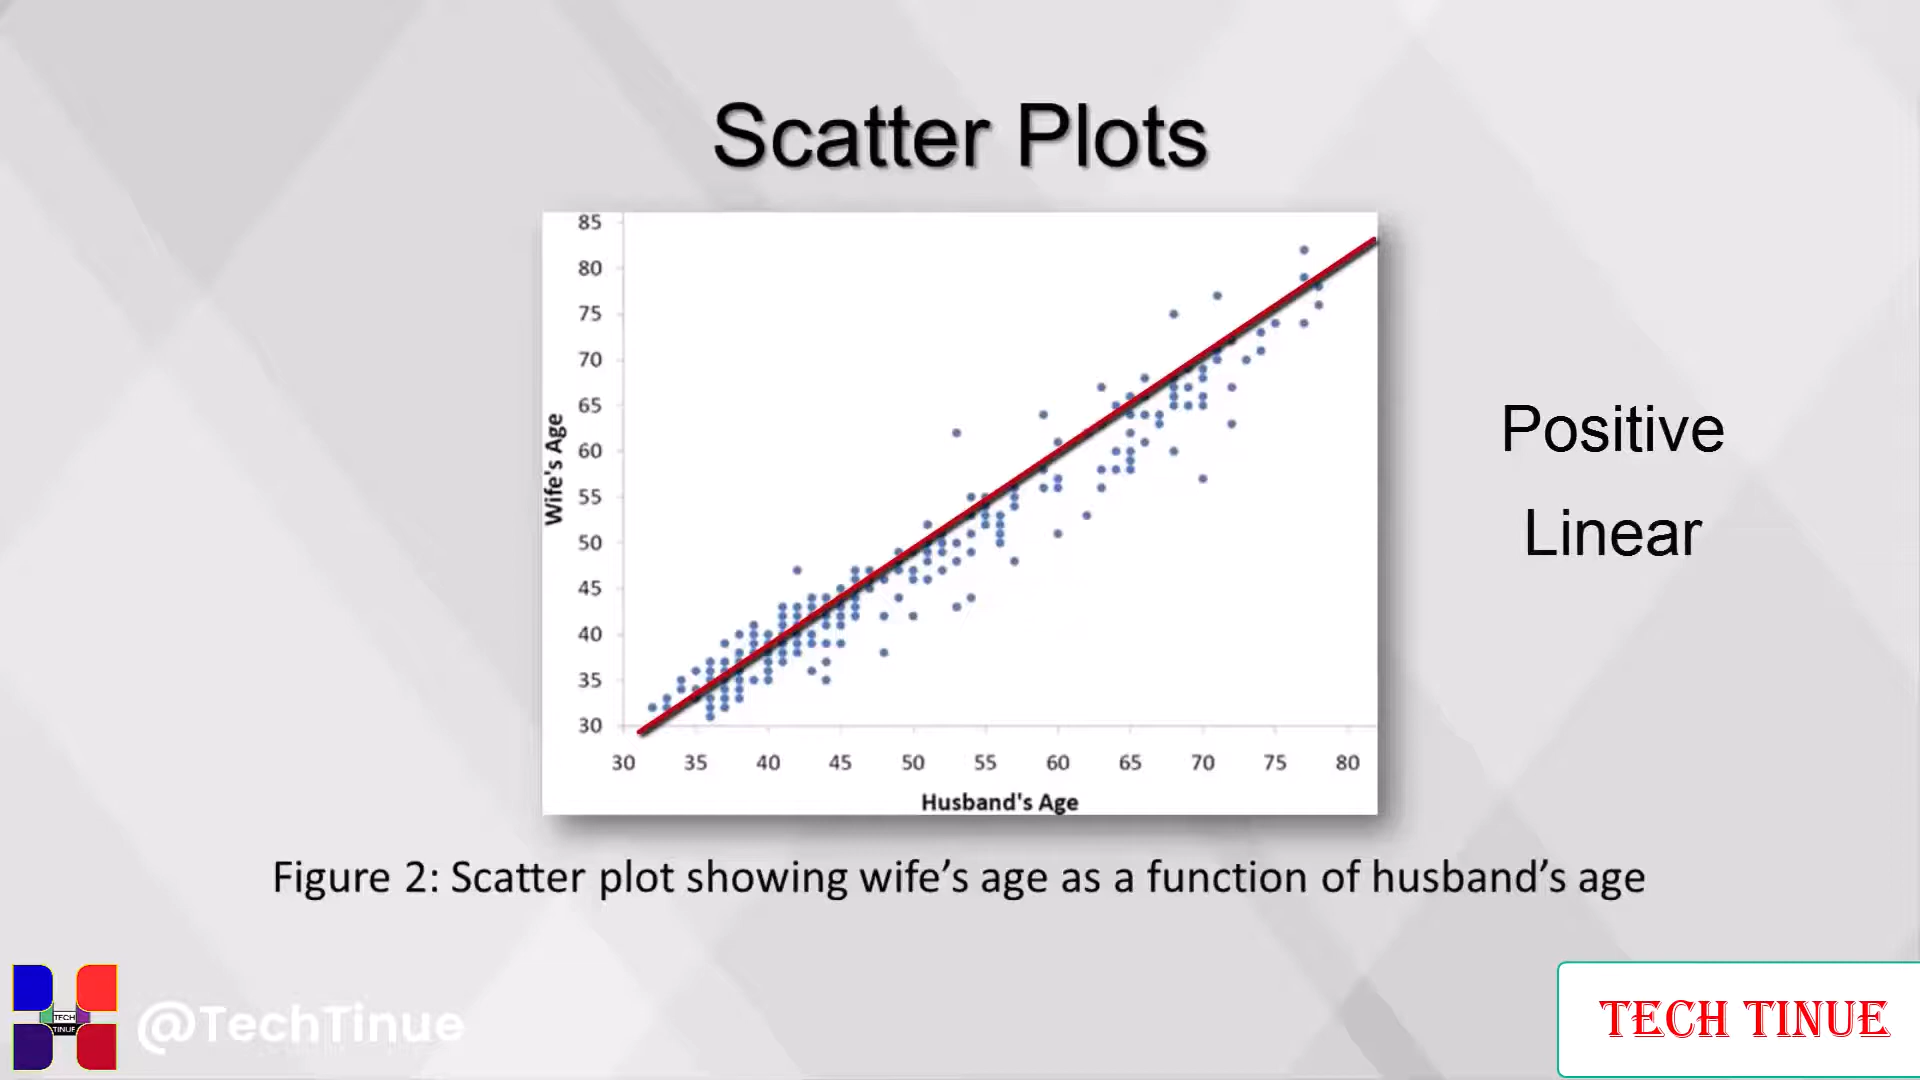 Scatter Plots
85
80
75
70
65
60
55
50
45
40
35
30
Wife's Age
30 35 40 45 50 55 60 65 70 75 80
Husband's Age
Positive
Linear
Figure 2: Scatter plot showing wife’s age as a function of husband’s age
TECH
TINUE
@TechTinue
TECH TINUE